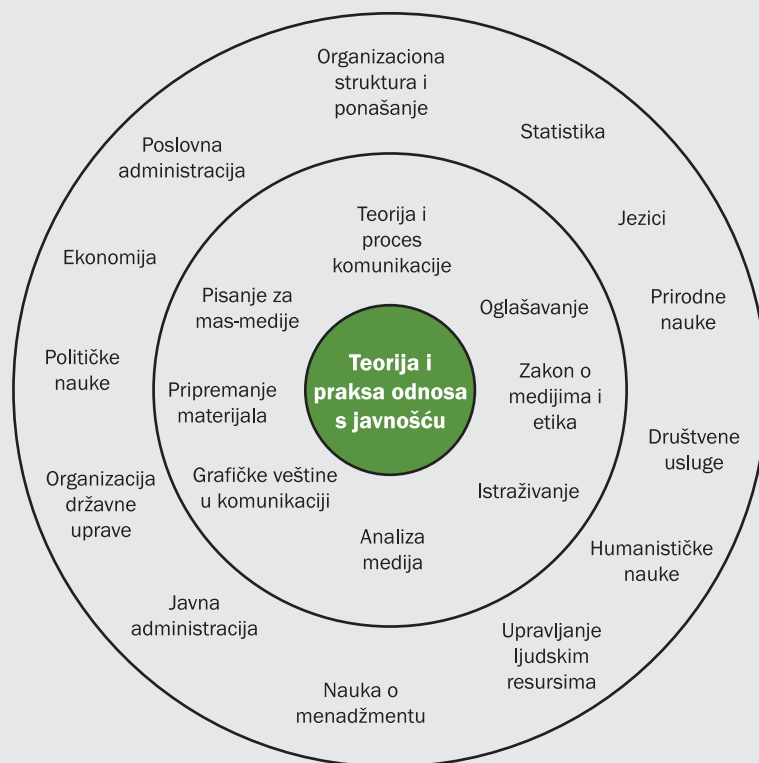 Organizaciona
struktura i
ponašanje
Statistika
Jezici
Prirodne
nauke
Društvene
usluge
Humanističke
nauke
Upravljanje
ljudskim
resursima
Nauka o
menadžmentu
Javna
administracija
Organizacija
državne
uprave
Političke
nauke
Ekonomija
Poslovna
administracija
Teorija i
proces
komunikacije
Oglašavanje
Zakon o
medijima i
etika
Istraživanje
Analiza
medija
Grafičke veštine
u komunikaciji
Pripremanje
materijala
Pisanje za
mas-medije
Teorija i
praksa odnosa
s javnošću